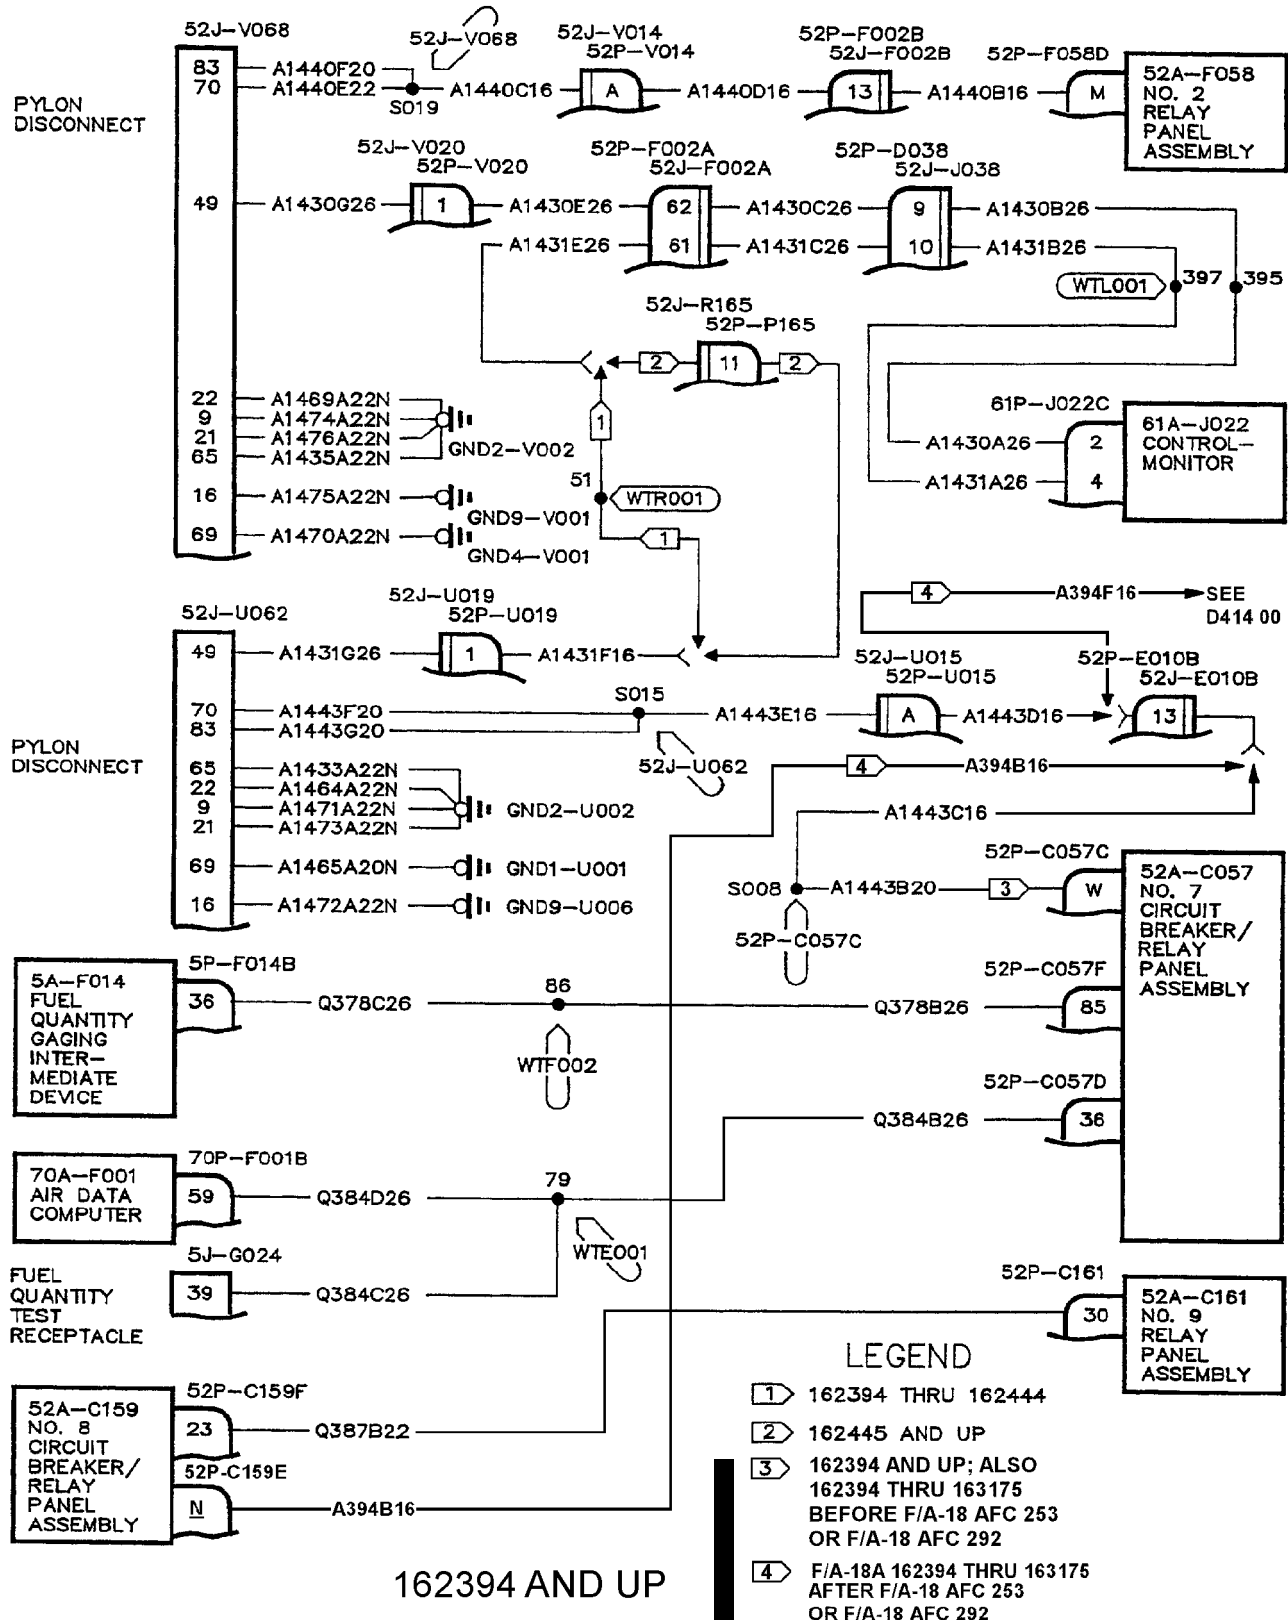 52J-V068
52J-V068
52J-V014
52P-V014
52P-F002B
52J-F002B
52P-F058D
PYLON
DISCONNECT
83
A1440F20
70
A1440E22
S019
A1440C16
A
A1440D16
13
A1440B16
M
52A-F058
NO. 2
RELAY
PANEL
ASSEMBLY
52J-V020
52P-V020
52P-F002A
52J-F002A
52P-D038
52J-J038
49
A1430G26
1
A1430E26
62
A1430C26
9
A1430B26
A1431E26
61
A1431C26
10
A1431B26
WTL001
397
395
52J-R165
52P-P165
2
11
2
22
A1469A22N
9
A1474A22N
21
A1476A22N
65
A1435A22N
GND2-V002
1
61P-J022C
2
4
A1430A26
A1431A26
61A-J022
CONTROL-
MONITOR
16
A1475A22N
GND9-V001
51
WTR001
69
A1470A22N
GND4-V001
1
4
A394F16
SEE
D414 00
52J-U062
52J-U019
52P-U019
49
A1431G26
1
A1431F16
52J-U015
52P-U015
52P-E010B
52J-E010B
PYLON
DISCONNECT
70
A1443F20
83
A1443G20
S015
A1443E16
A
A1443D16
13
52J-U062
65
A1433A22N
22
A1464A22N
9
A1471A22N
21
A1473A22N
GND2-U002
4
A394B16
A1443C16
69
A1465A20N
GND1-U001
16
A1472A22N
GND9-U006
S008
A1443B20
3
52P-C057C
W
52P-C057C
52A-C057
NO. 7
CIRCUIT
BREAKER/
RELAY
PANEL
ASSEMBLY
5A-F014
FUEL
QUANTITY
GAGING
INTER-
MEDIATE
DEVICE
5P-F014B
36
Q378C26
86
WTF002
Q378B26
52P-C057F
85
52P-C057D
Q384B26
36
70A-F001
AIR DATA
COMPUTER
70P-F001B
59
Q384D26
79
WTE001
5J-G024
FUEL
QUANTITY
TEST
RECEPTACLE
39
Q384C26
52P-C161
30
52A-C161
NO. 9
RELAY
PANEL
ASSEMBLY
52A-C159
NO. 8
CIRCUIT
BREAKER/
RELAY
PANEL
ASSEMBLY
52P-C159F
23
Q387B22
52P-C159E
N
A394B16
LEGEND
1 162394 THRU 162444
2 162445 AND UP
3 162394 AND UP; ALSO
162394 THRU 163175
BEFORE F/A-18 AFC 253
OR F/A-18 AFC 292
4 F/A-18A 162394 THRU 163175
AFTER F/A-18 AFC 253
OR F/A-18 AFC 292
162394 AND UP